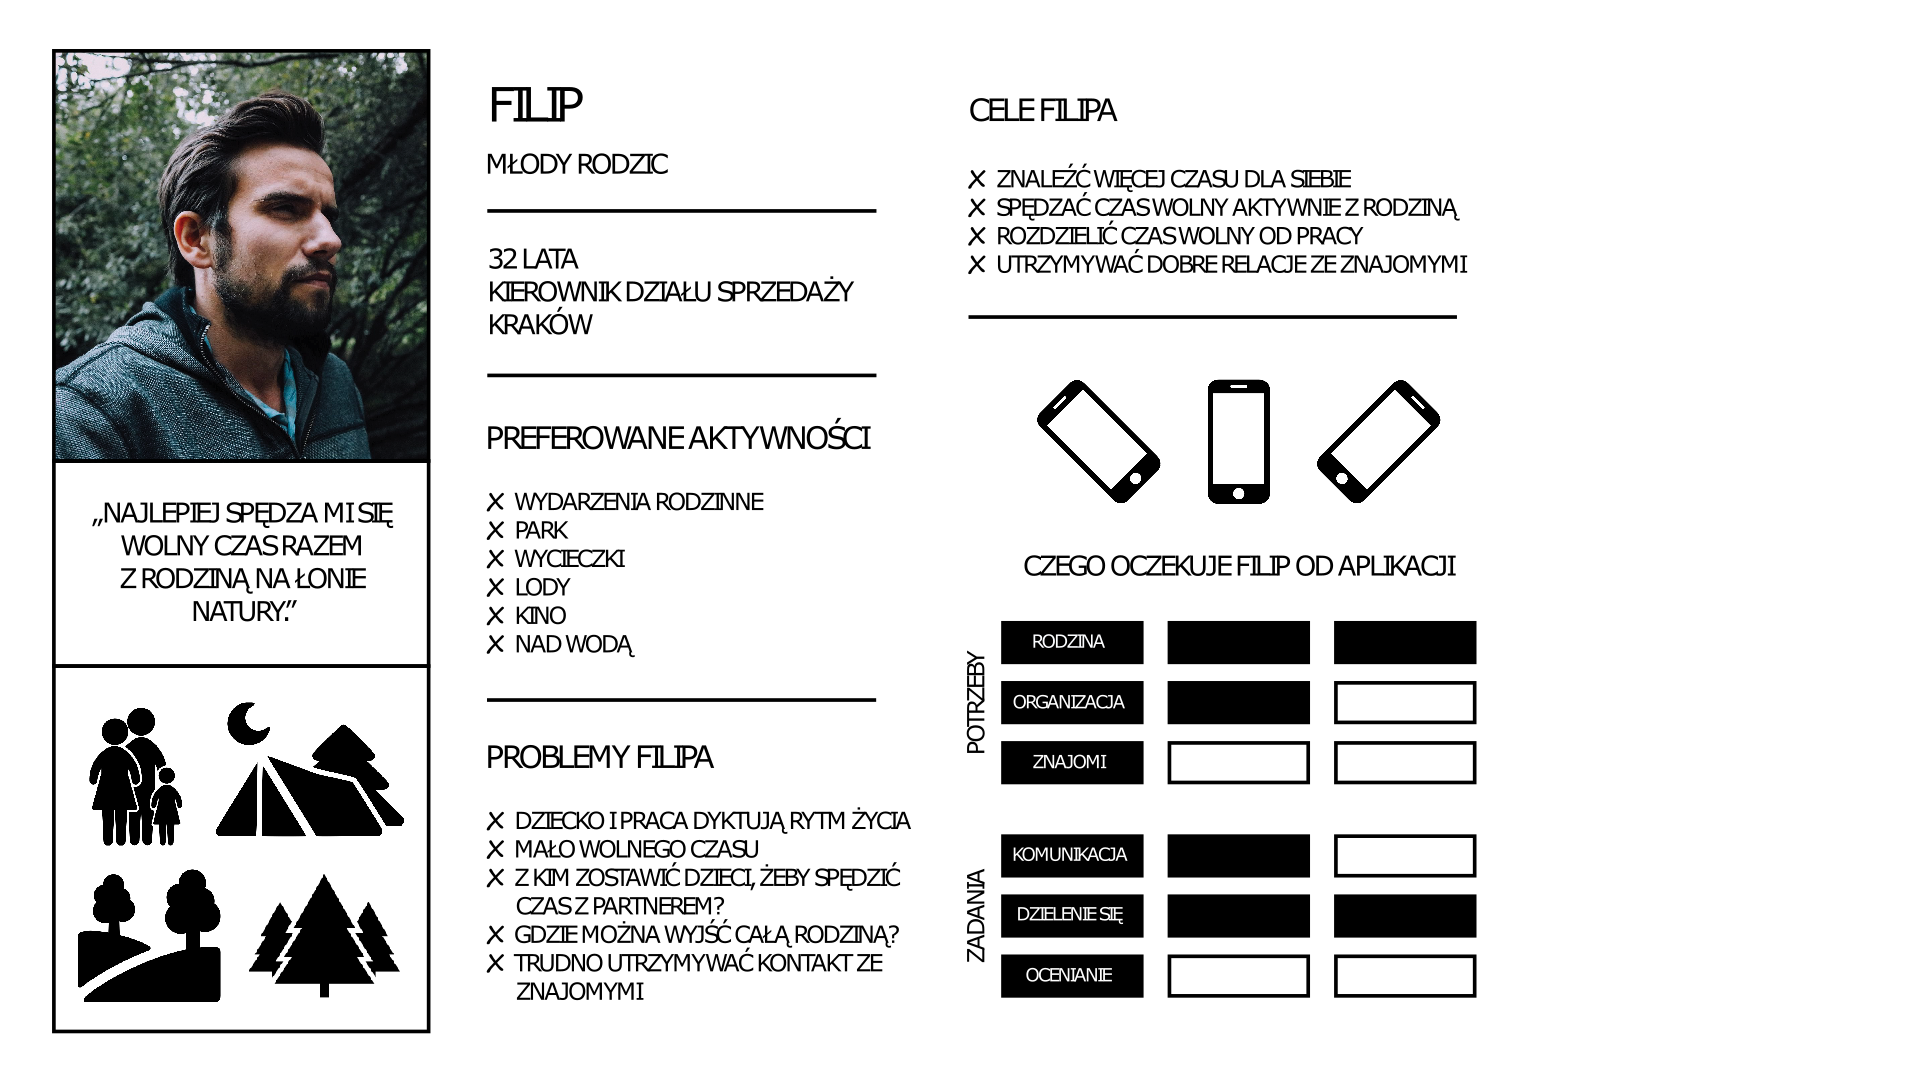 „NAJLEPIEJ SPĘDZA MI SIĘ
WOLNY CZAS RAZEM
Z RODZINĄ NA ŁONIE
NATURY.”
FILIP
MŁODY RODZIC
32 LATA
KIEROWNIK DZIAŁU SPRZEDAŻY
KRAKÓW
PREFEROWANE AKTYWNOŚCI
X WYDARZENIA RODZINNE
X PARK
X WYCIECZKI
X LODY
X KINO
X NAD WODĄ
PROBLEMY FILIPA
X DZIECKO I PRACA DYKTUJĄ RYTM ŻYCIA
X MAŁO WOLNEGO CZASU
X Z KIM ZOSTAWIĆ DZIECI, ŻEBY SPĘDZIĆ
CZAS Z PARTNEREM?
X GDZIE MOŻNA WYJŚĆ CAŁĄ RODZINĄ?
X TRUDNO UTRZYMYWAĆ KONTAKT ZE
ZNAJOMYMI
CELE FILIPA
X ZNALEŹĆ WIĘCEJ CZASU DLA SIEBIE
X SPĘDZAĆ CZAS WOLNY AKTYWNIE Z RODZINĄ
X ROZDZIELIĆ CZAS WOLNY OD PRACY
X UTRZYMYWAĆ DOBRE RELACJE ZE ZNAJOMYMI
CZEGO OCZEKUJE FILIP OD APLIKACJI
POTRZEBY
RODZINA
ORGANIZACJA
ZNAJOMI
ZADANIA
KOMUNIKACJA
DZIELENIE SIĘ
OCENIANIE